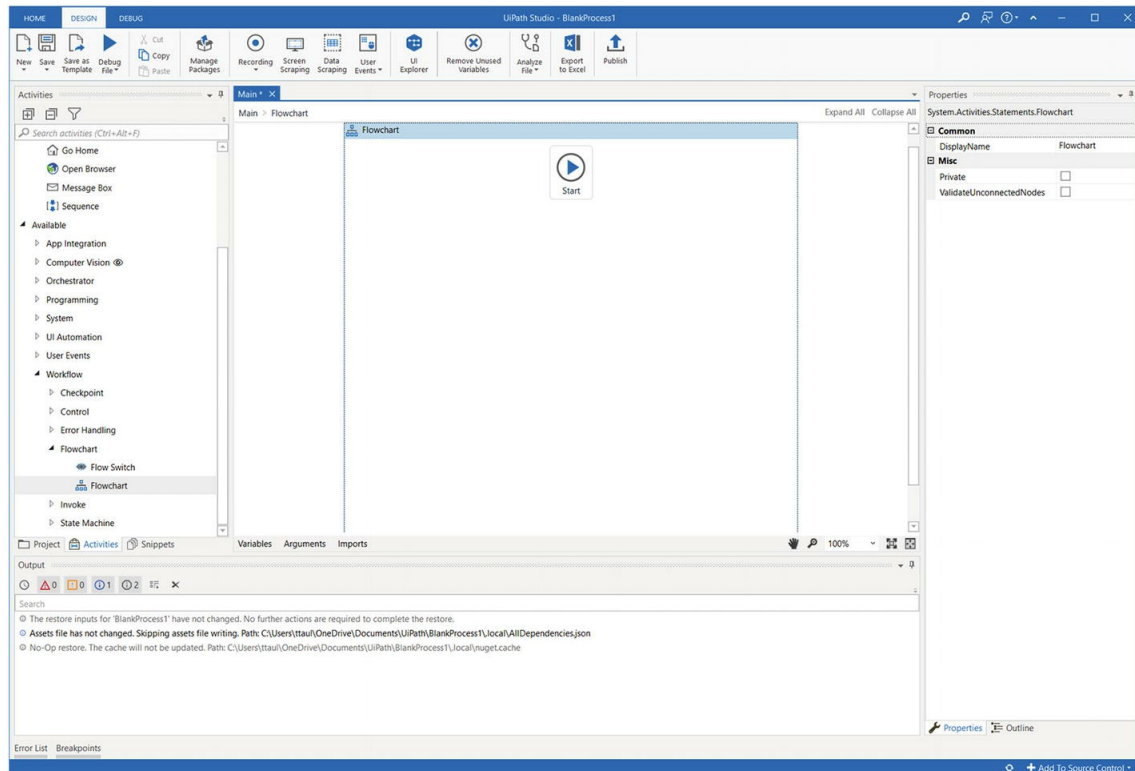 HOME DESIGN DEBUG UiPath Studio - BlankProcess1
New Save Save as Template Debug File Cut Copy Paste Manage Packages Recording Screen Scraping Data Scraping User Events UI Explorer Remove Unused Variables Analyze File Export to Excel Publish
Activities
Search activities (Ctrl+Alt+F)
Go Home
Open Browser
Message Box
Sequence
Available
App Integration
Computer Vision
Orchestrator
Programming
System
UI Automation
User Events
Workflow
Checkpoint
Control
Error Handling
Flowchart
Flow Switch
Flowchart
Invoke
State Machine
Project Activities Snippets
Main *
Main > Flowchart Expand All Collapse All
Flowchart
Start
Variables Arguments Imports 100%
Properties
System.Activities.Statements.Flowchart
Common
DisplayName Flowchart
Misc
Private
ValidateUnconnectedNodes
Properties Outline
Output
0 0 1 2
Search
The restore inputs for 'BlankProcess1' have not changed. No further actions are required to complete the restore.
Assets file has not changed. Skipping assets file writing. Path: C:\Users\ttaul\OneDrive\Documents\UiPath\BlankProcess1\.local\AllDependencies.json
No-Op restore. The cache will not be updated. Path: C:\Users\ttaul\OneDrive\Documents\UiPath\BlankProcess1\.local\nuget.cache
Error List Breakpoints
Add To Source Control